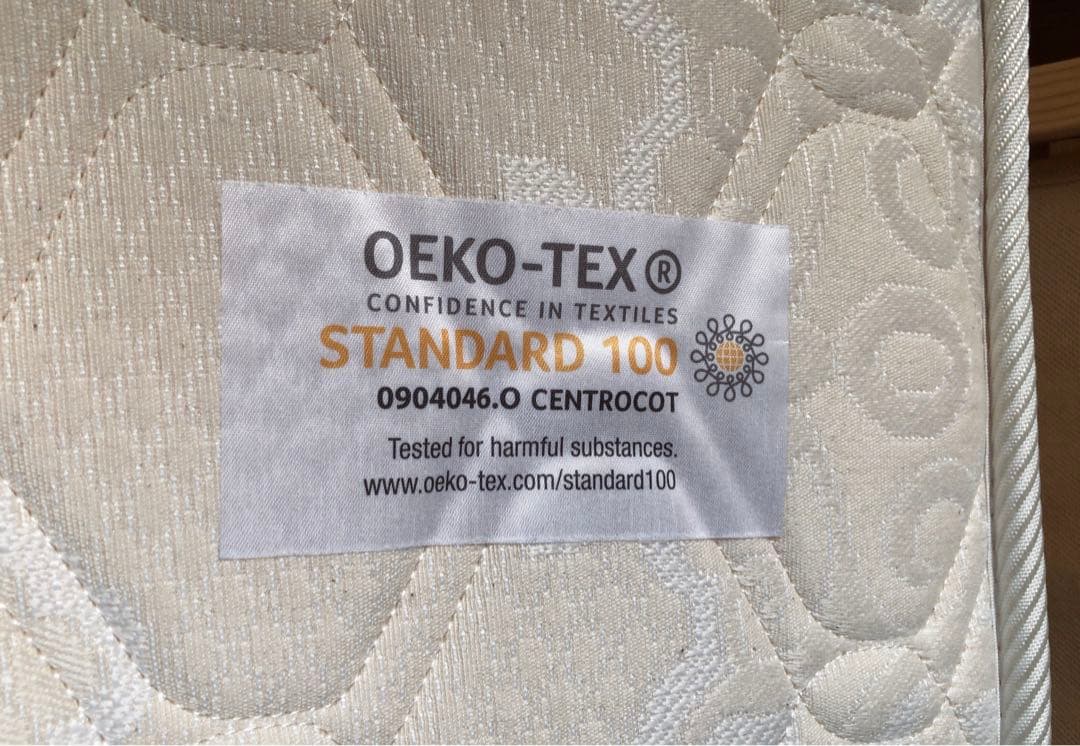 OEKO-TEX®
CONFIDENCE IN TEXTILES
STANDARD 100
0904046.O CENTROCOT
Tested for harmful substances.
www.oeko-tex.com/standard100